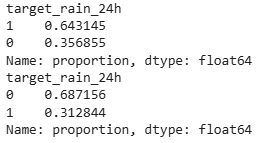 target_rain_24h
1    0.643145
0    0.356855
Name: proportion, dtype: float64
target_rain_24h
0    0.687156
1    0.312844
Name: proportion, dtype: float64